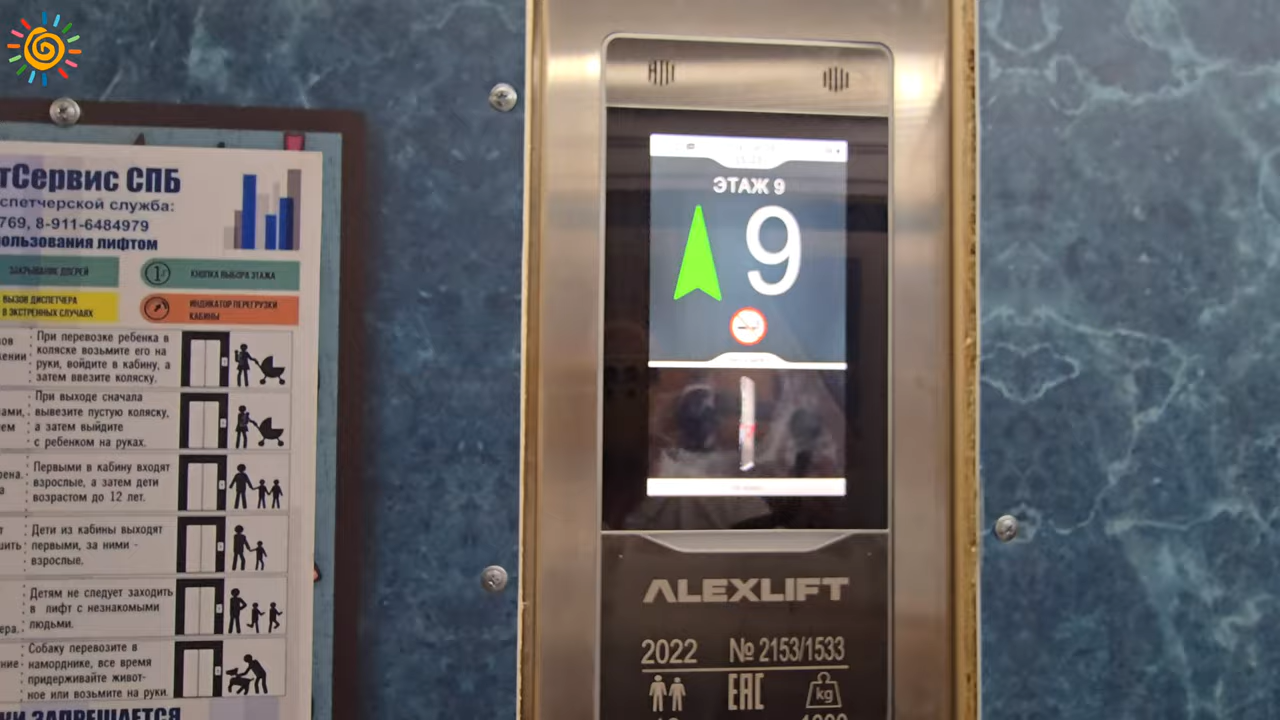 тСервис СПБ
спетчерской служба:
769, 8-911-6484979
пользования лифтом
ЗАКРЫВАНИЕ ДВЕРЕЙ
1
КНОПКА ВЫБОРА ЭТАЖА
ВЫЗОВ ДИСПЕТЧЕРА
В ЭКСТРЕННЫХ СЛУЧАЯХ
ИНДИКАТОР ПЕРЕГРУЗКИ
КАБИНЫ
При перевозке ребенка в
коляске возьмите его на
руки, войдите в кабину, а
затем ввезите коляску.
При выходе сначала
вывезите пустую коляску,
а затем выйдите
с ребенком на руках.
Первыми в кабину входят
взрослые, а затем дети
возрастом до 12 лет.
Дети из кабины выходят
первыми, за ними -
взрослые.
Детям не следует заходить
в лифт с незнакомыми
людьми.
Собаку перевозите в
наморднике, все время
придерживайте живот-
ное или возьмите на руки.
ЗАПРЕЩАЕТСЯ
ЭТАЖ 9
9
ALEXLIFT
2022 № 2153/1533
EAC kg